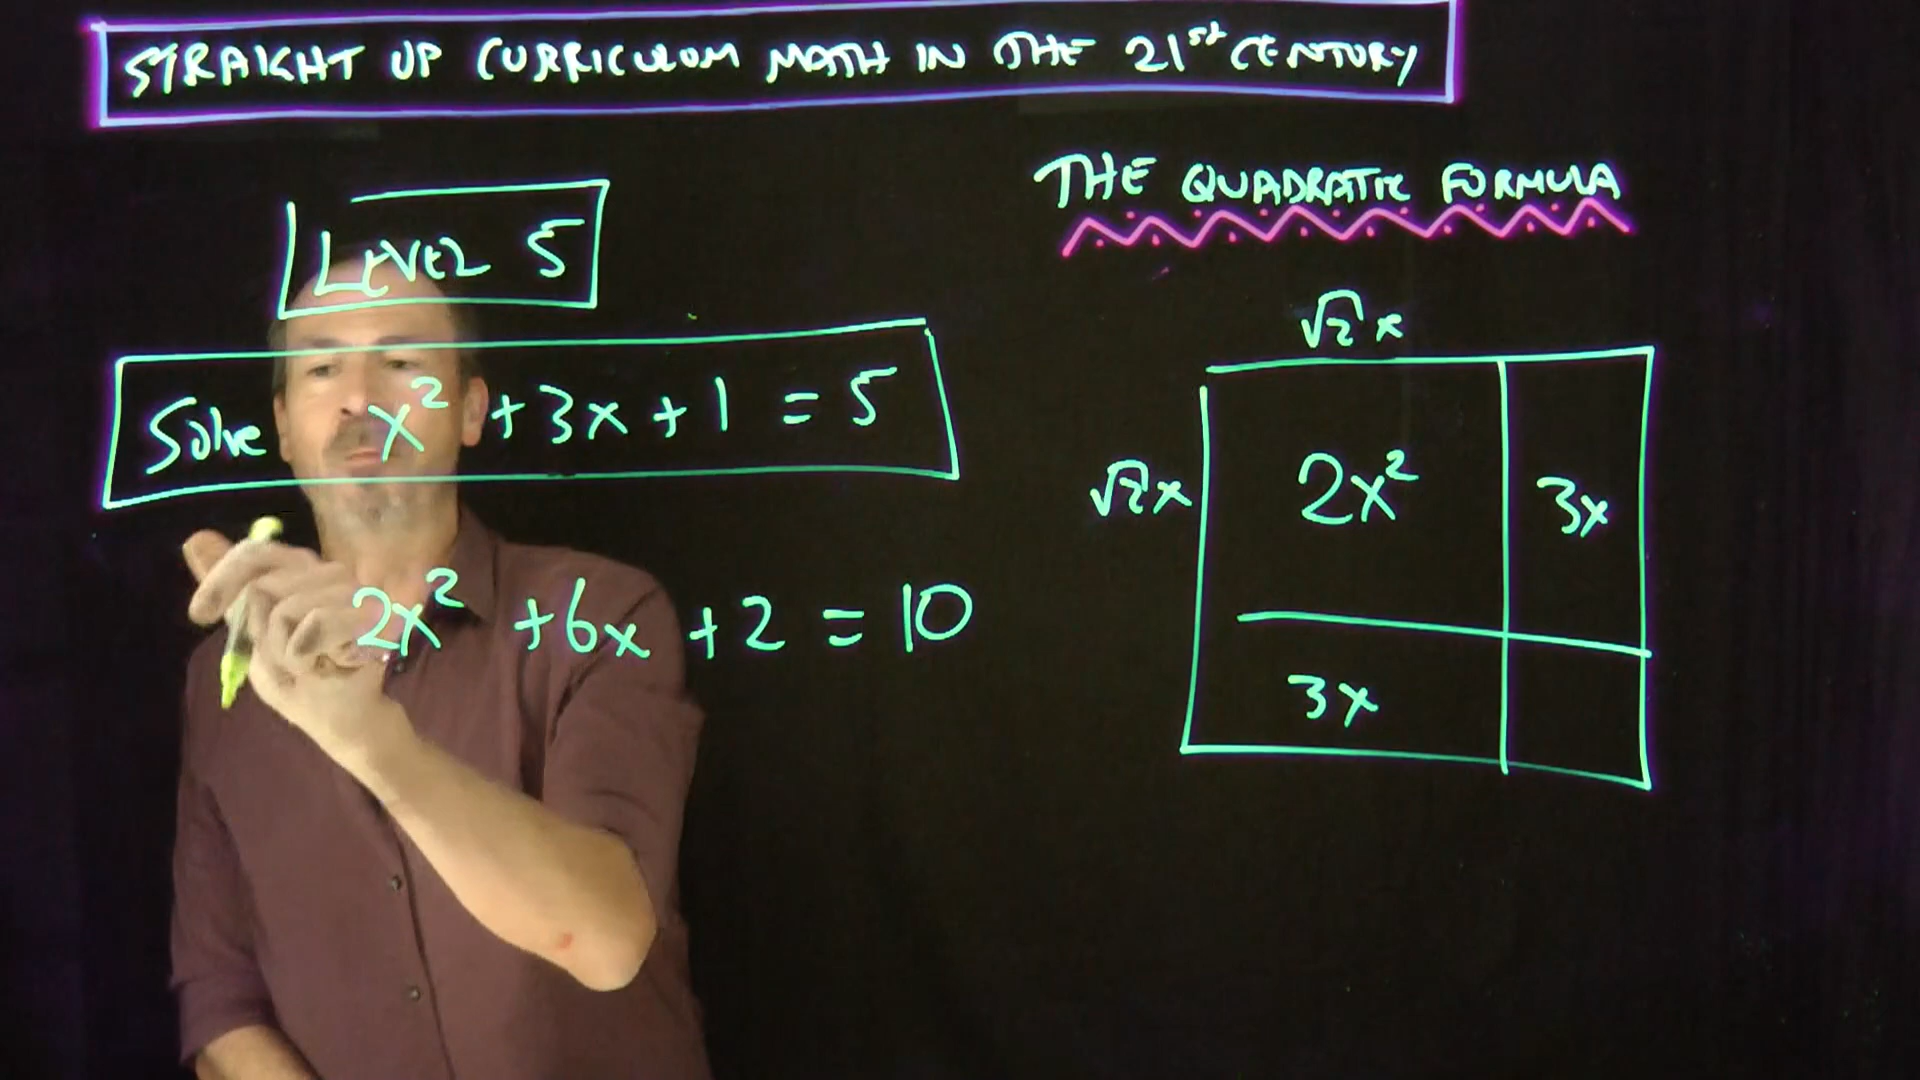 STRAIGHT UP CURRICULUM MATH IN THE 21st CENTURY
THE QUADRATIC FORMULA
LEVEL 5
Solve x² + 3x + 1 = 5
2x² + 6x + 2 = 10
√2 x
√2 x
2x²
3x
3x